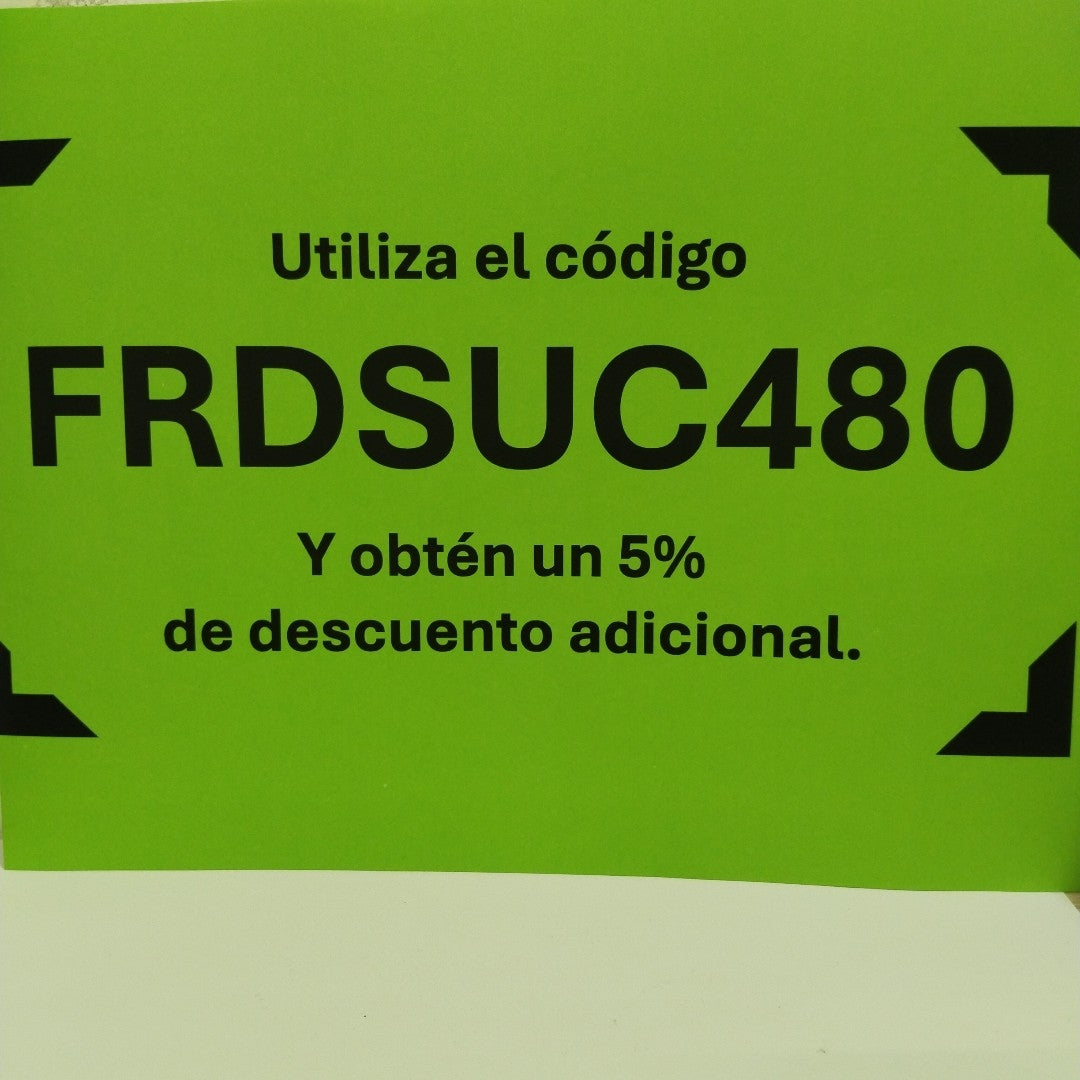 Utiliza el código
FRDSUC480
Y obtén un 5%
de descuento adicional.